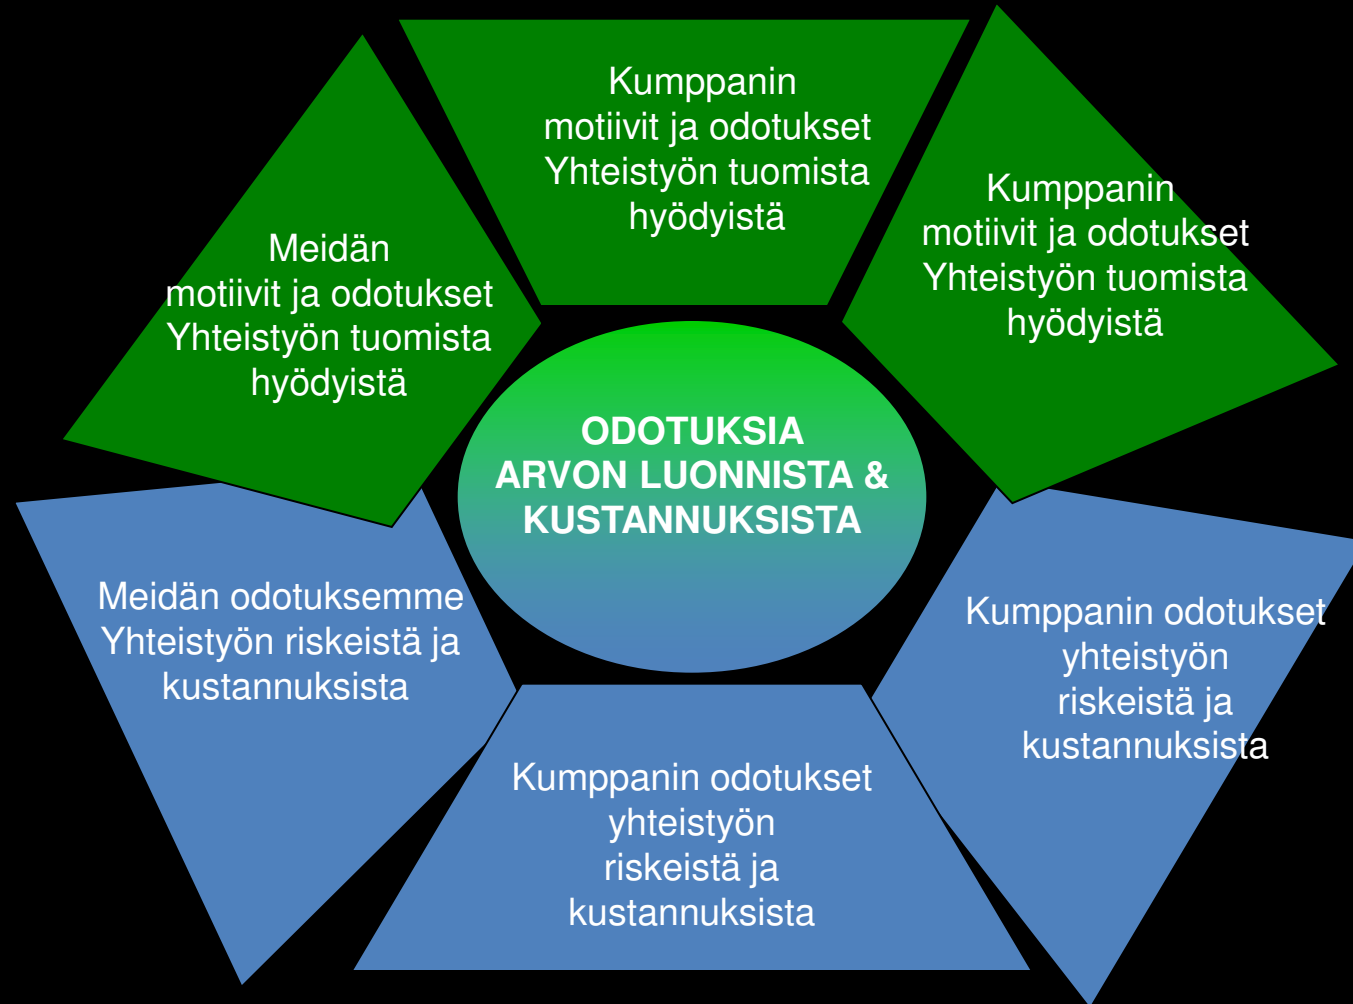 Kumppanin
motiivit ja odotukset
Yhteistyön tuomista
hyödyistä
Kumppanin
motiivit ja odotukset
Yhteistyön tuomista
hyödyistä
Meidän
motiivit ja odotukset
Yhteistyön tuomista
hyödyistä
ODOTUKSIA
ARVON LUONNISTA &
KUSTANNUKSISTA
Meidän odotuksemme
Yhteistyön riskeistä ja
kustannuksista
Kumppanin odotukset
yhteistyön
riskeistä ja
kustannuksista
Kumppanin odotukset
yhteistyön
riskeistä ja
kustannuksista